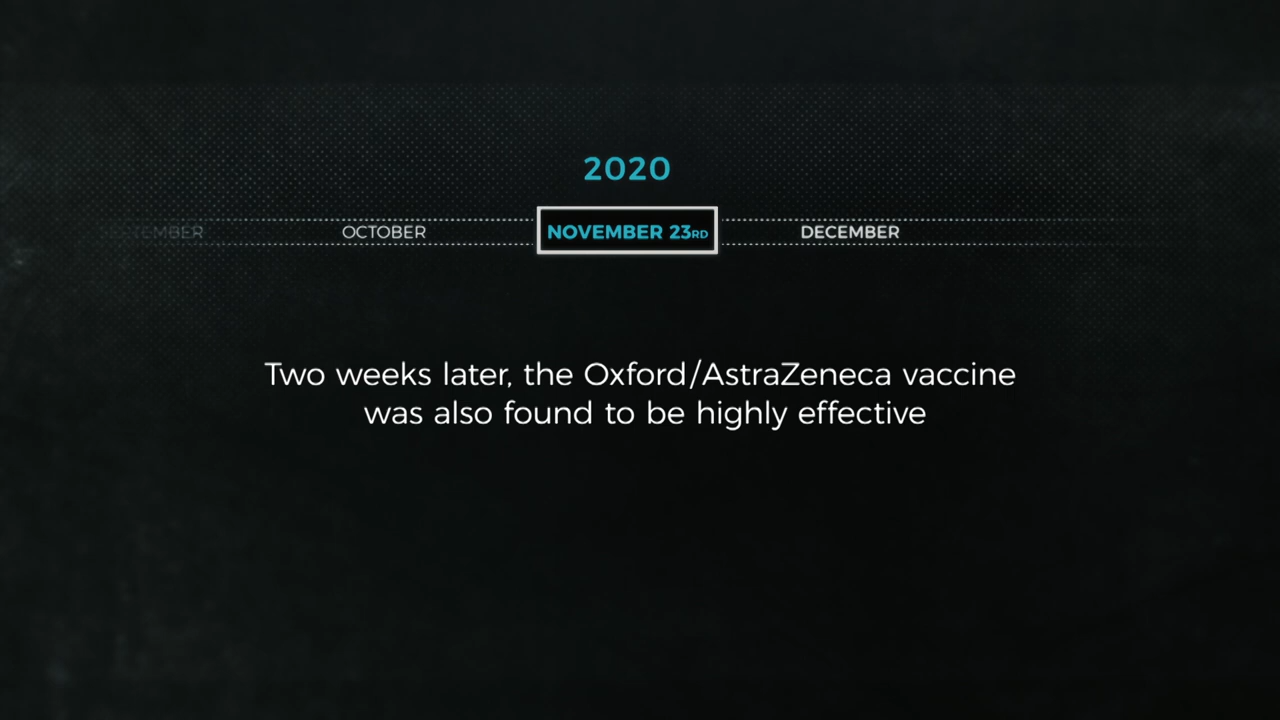 2020
OCTOBER NOVEMBER 23RD DECEMBER
Two weeks later, the Oxford/AstraZeneca vaccine
was also found to be highly effective